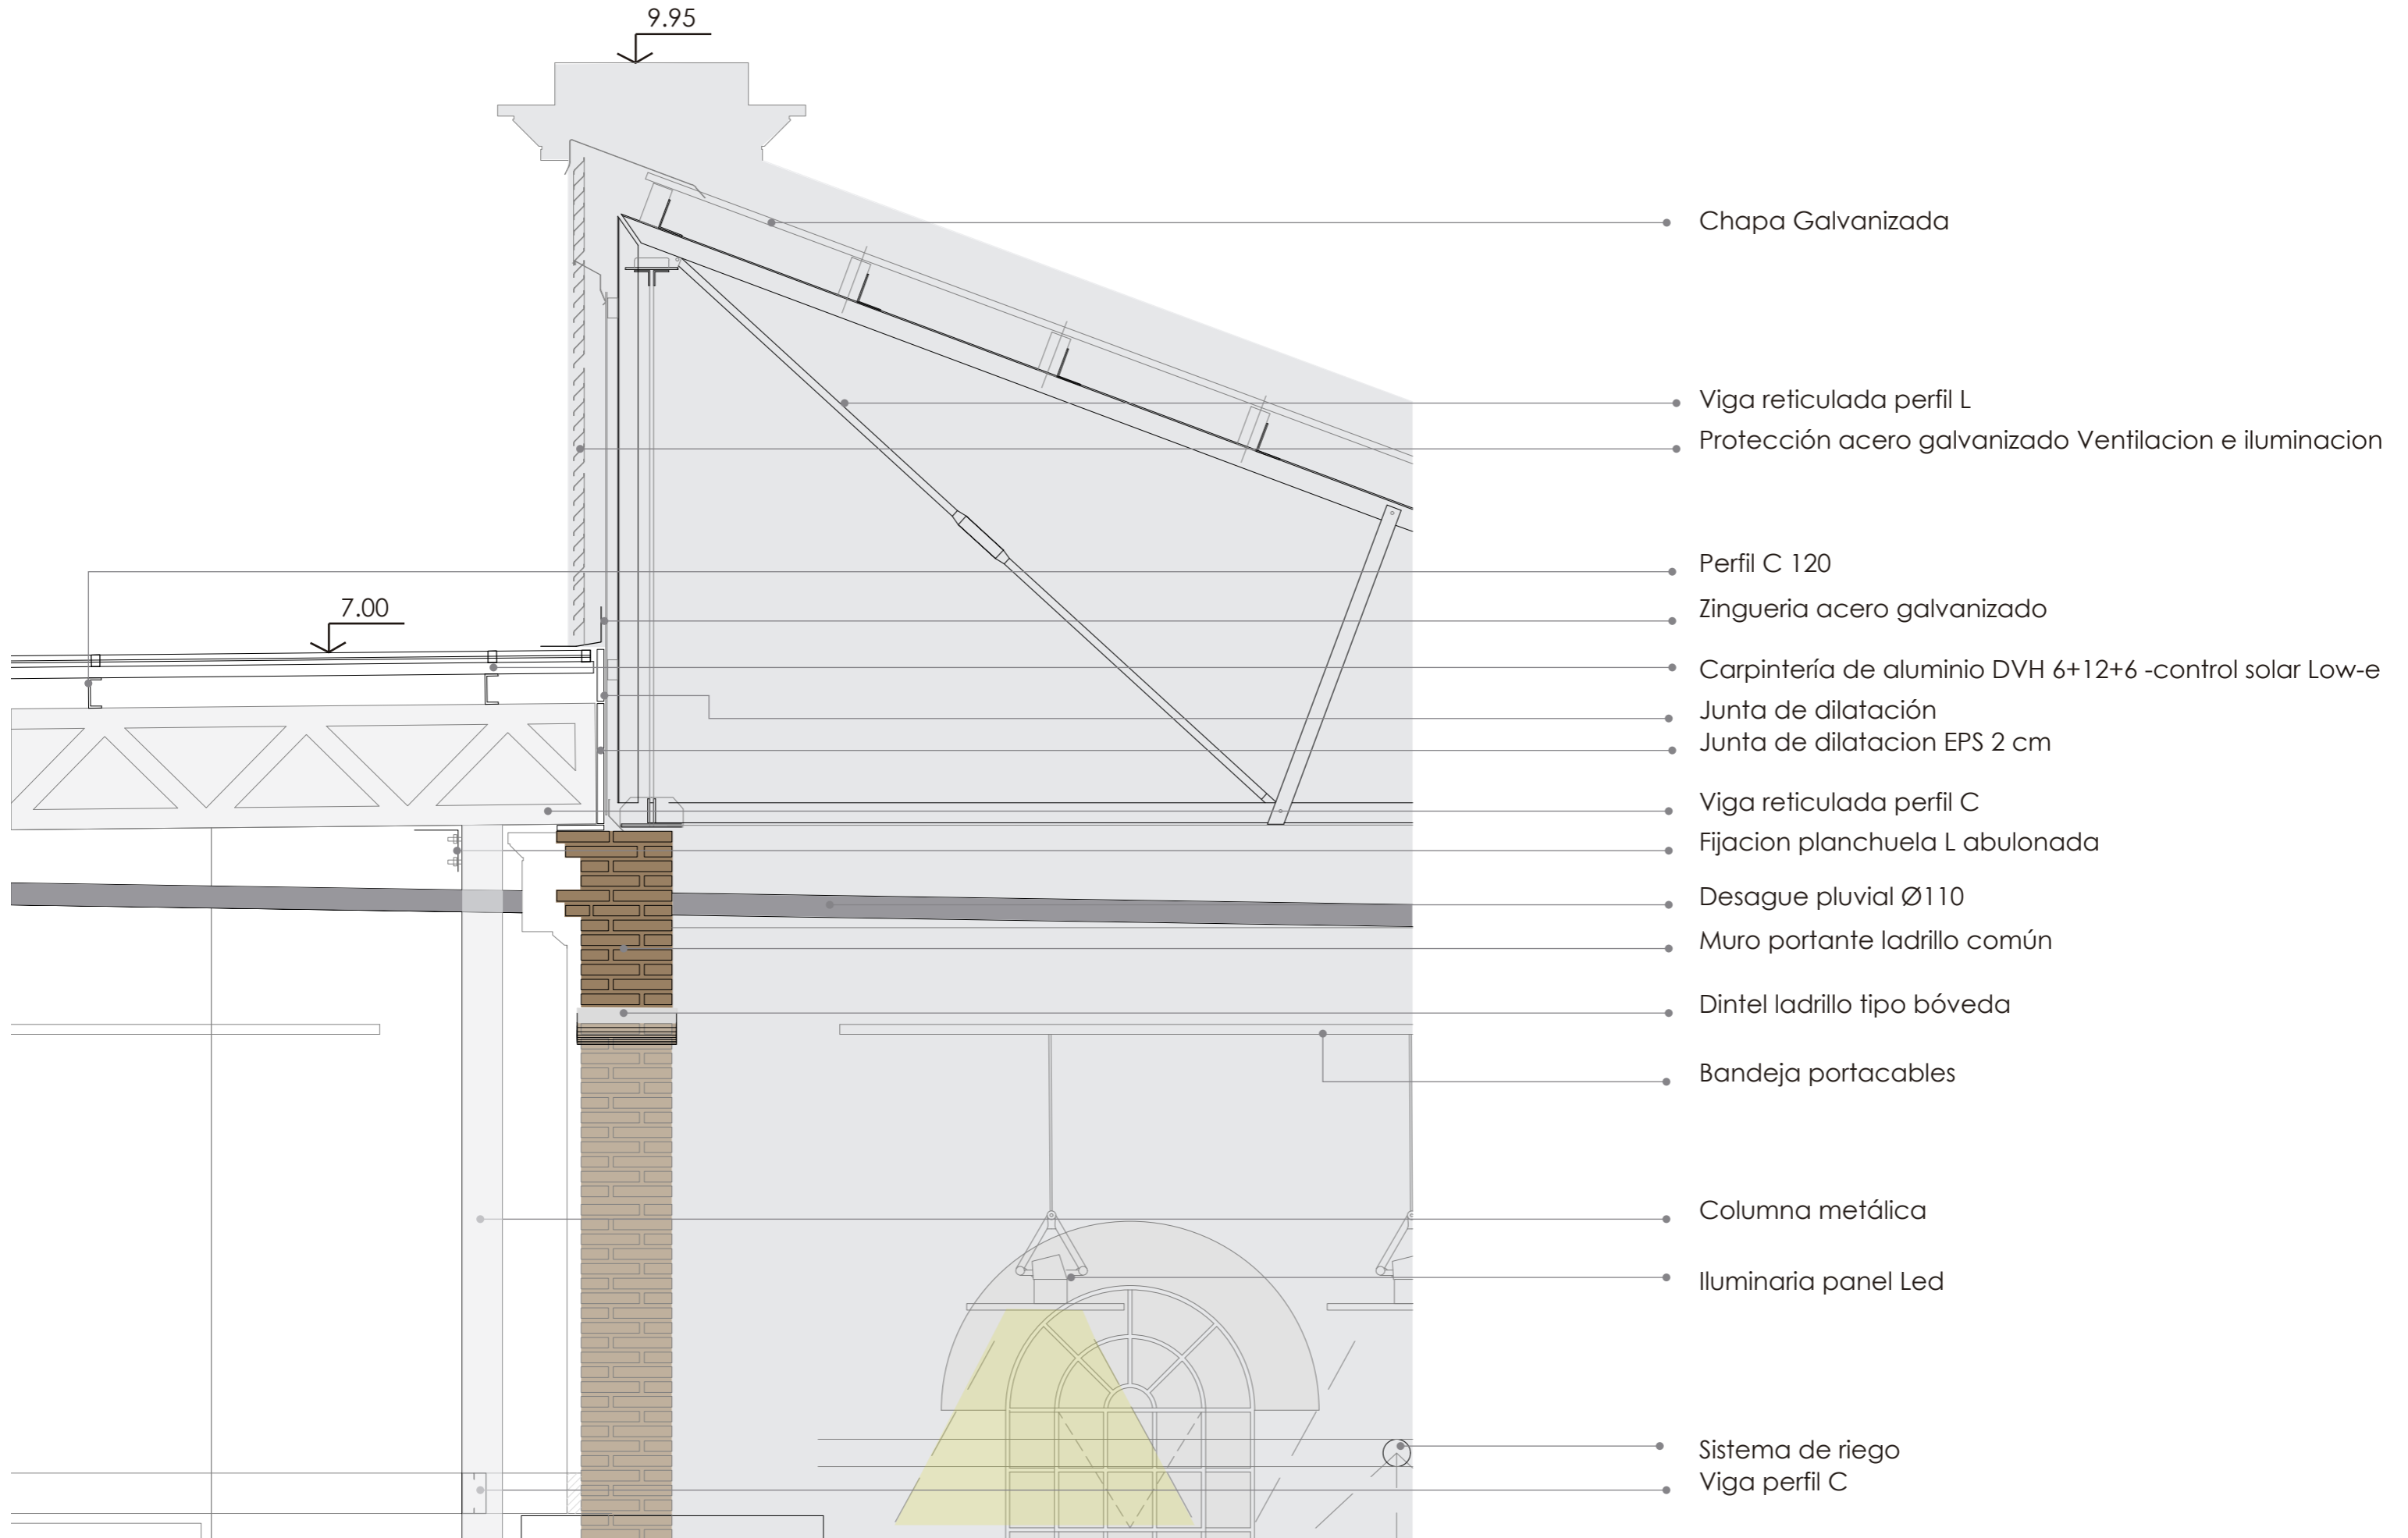 9.95
Chapa Galvanizada
Viga reticulada perfil L
Protección acero galvanizado Ventilacion e iluminacion
Perfil C 120
7.00
Zingueria acero galvanizado
Carpintería de aluminio DVH 6+12+6 -control solar Low-e
Junta de dilatación
Junta de dilatacion EPS 2 cm
Viga reticulada perfil C
Fijacion planchuela L abulonada
Desague pluvial Ø110
Muro portante ladrillo común
Dintel ladrillo tipo bóveda
Bandeja portacables
Columna metálica
Iluminaria panel Led
Sistema de riego
Viga perfil C